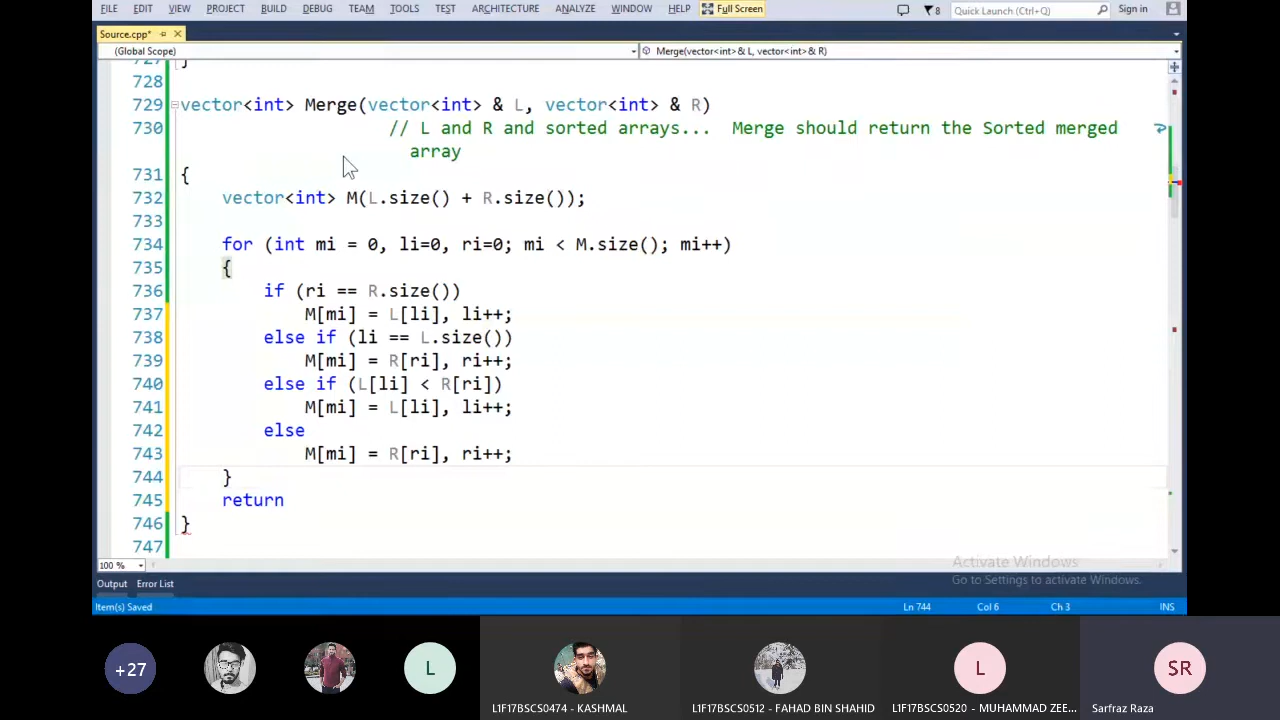 FILE EDIT VIEW PROJECT BUILD DEBUG TEAM TOOLS TEST ARCHITECTURE ANALYZE WINDOW HELP Full Screen 8 Quick Launch (Ctrl+Q) Sign in
Source.cpp*
(Global Scope) Merge(vector<int>& L, vector<int>& R)
727 }
728
729 vector<int> Merge(vector<int> & L, vector<int> & R)
730 // L and R and sorted arrays... Merge should return the Sorted merged
array
731 {
732 vector<int> M(L.size() + R.size());
733
734 for (int mi = 0, li=0, ri=0; mi < M.size(); mi++)
735 {
736 if (ri == R.size())
737 M[mi] = L[li], li++;
738 else if (li == L.size())
739 M[mi] = R[ri], ri++;
740 else if (L[li] < R[ri])
741 M[mi] = L[li], li++;
742 else
743 M[mi] = R[ri], ri++;
744 }
745 return
746 }
747
100 %
Activate Windows
Go to Settings to activate Windows.
Output Error List
Item(s) Saved Ln 744 Col 6 Ch 3 INS
+27 L L SR
L1F17BSCS0474 - KASHMAL L1F17BSCS0512 - FAHAD BIN SHAHID L1F17BSCS0520 - MUHAMMAD ZEE... Sarfraz Raza